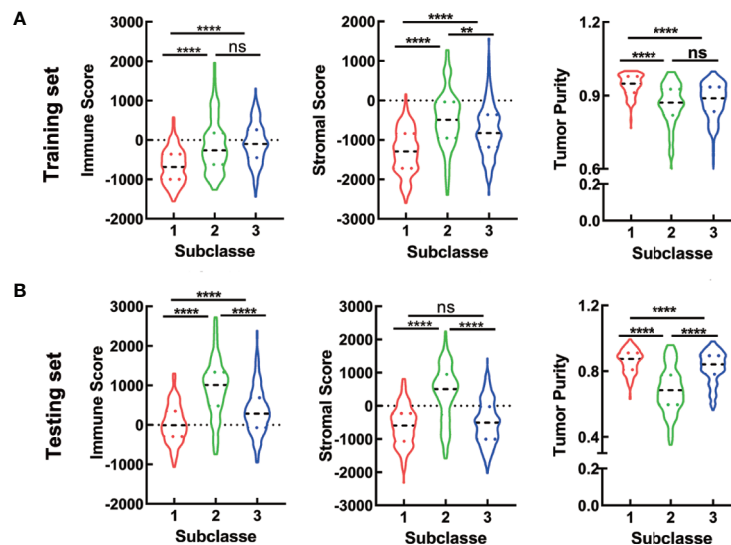 A
Training set
Immune Score
3000
2000
1000
0
-1000
-2000
****
****
ns
1 2 3
Subclasse
Stromal Score
2000
1000
0
-1000
-2000
-3000
****
****
**
1 2 3
Subclasse
Tumor Purity
1.2
0.9
0.6
0.2
0.0
****
****
ns
1 2 3
Subclasse
B
Testing set
Immune Score
3000
2000
1000
0
-1000
2000
****
****
****
1 2 3
Subclasse
Stromal Score
3000
2000
1000
0
-1000
-2000
-3000
ns
****
****
1 2 3
Subclasse
Tumor Purity
1.2
0.8
0.4
0.2
0.0
****
****
****
1 2 3
Subclasse